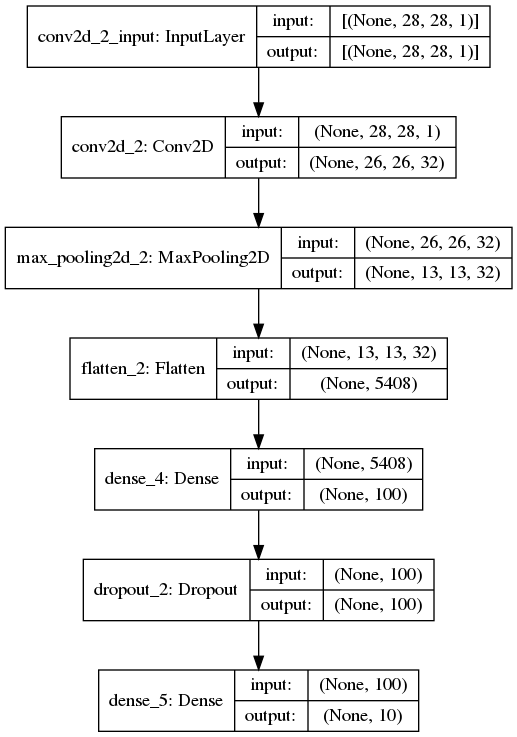 conv2d_2_input: InputLayer
input: [(None, 28, 28, 1)]
output: [(None, 28, 28, 1)]
conv2d_2: Conv2D
input: (None, 28, 28, 1)
output: (None, 26, 26, 32)
max_pooling2d_2: MaxPooling2D
input: (None, 26, 26, 32)
output: (None, 13, 13, 32)
flatten_2: Flatten
input: (None, 13, 13, 32)
output: (None, 5408)
dense_4: Dense
input: (None, 5408)
output: (None, 100)
dropout_2: Dropout
input: (None, 100)
output: (None, 100)
dense_5: Dense
input: (None, 100)
output: (None, 10)